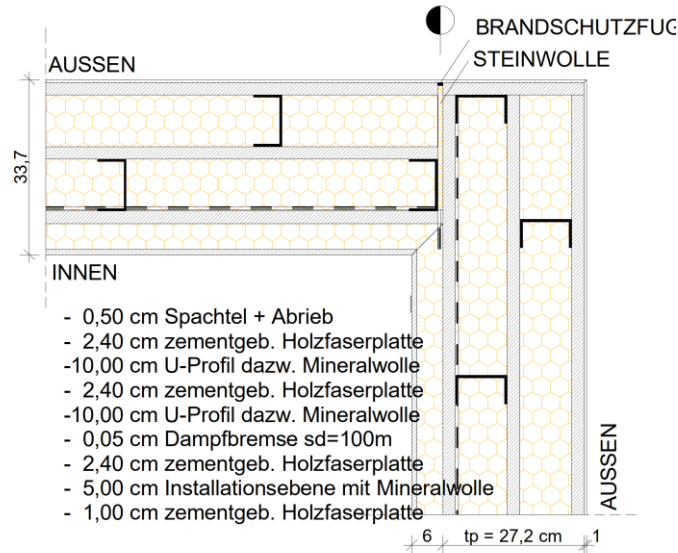 BRANDSCHUTZFUG
STEINWOLLE
AUSSEN
33,7
INNEN
- 0,50 cm Spachtel + Abrieb
- 2,40 cm zementgeb. Holzfaserplatte
-10,00 cm U-Profil dazw. Mineralwolle
- 2,40 cm zementgeb. Holzfaserplatte
-10,00 cm U-Profil dazw. Mineralwolle
- 0,05 cm Dampfbremse sd=100m
- 2,40 cm zementgeb. Holzfaserplatte
- 5,00 cm Installationsebene mit Mineralwolle
- 1,00 cm zementgeb. Holzfaserplatte
AUSSEN
6 tp = 27,2 cm 1